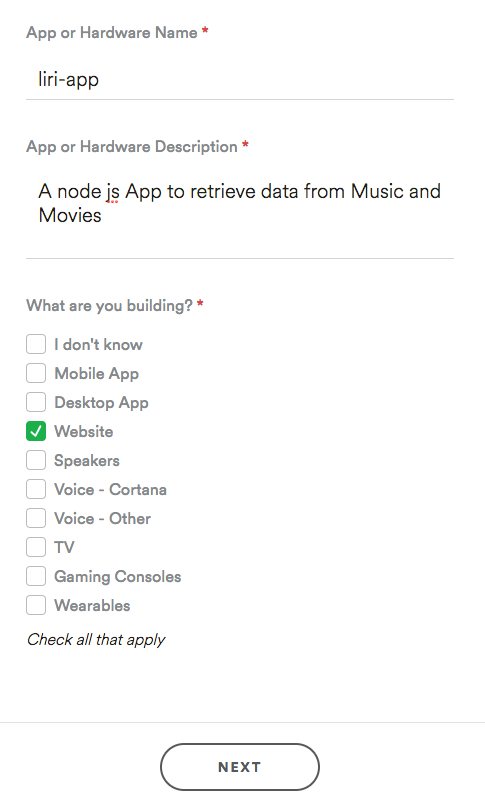 App or Hardware Name *
liri-app
App or Hardware Description *
A node js App to retrieve data from Music and
Movies
What are you building? *
I don't know
Mobile App
Desktop App
Website
Speakers
Voice - Cortana
Voice - Other
TV
Gaming Consoles
Wearables
Check all that apply
NEXT